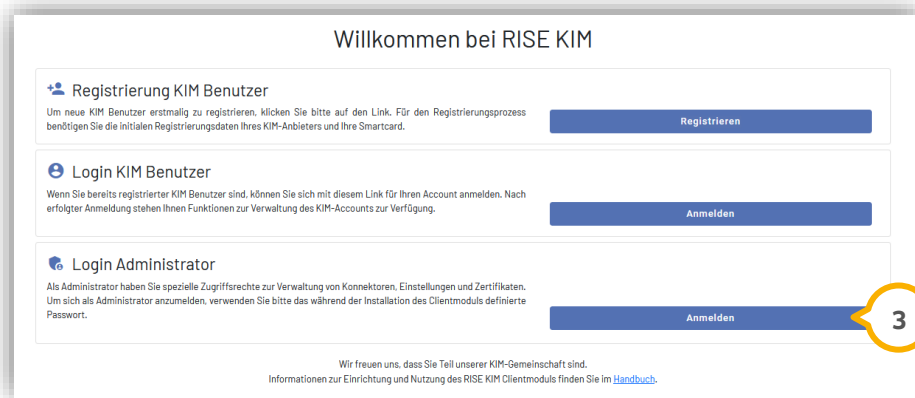 Willkommen bei RISE KIM
Registrierung KIM Benutzer
Um neue KIM Benutzer erstmalig zu registrieren, klicken Sie bitte auf den Link. Für den Registrierungsprozess
benötigen Sie die initialen Registrierungsdaten Ihres KIM-Anbieters und Ihre Smartcard.
Registrieren
Login KIM Benutzer
Wenn Sie bereits registrierter KIM Benutzer sind, können Sie sich mit diesem Link für Ihren Account anmelden. Nach
erfolgter Anmeldung stehen Ihnen Funktionen zur Verwaltung des KIM-Accounts zur Verfügung.
Anmelden
Login Administrator
Als Administrator haben Sie spezielle Zugriffsrechte zur Verwaltung von Konnektoren, Einstellungen und Zertifikaten.
Um sich als Administrator anzumelden, verwenden Sie bitte das während der Installation des Clientmoduls definierte
Passwort.
Anmelden
3
Wir freuen uns, dass Sie Teil unserer KIM-Gemeinschaft sind.
Informationen zur Einrichtung und Nutzung des RISE KIM Clientmoduls finden Sie im Handbuch.